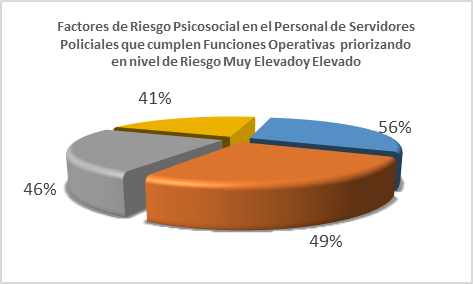 Factores de Riesgo Psicosocial en el Personal de Servidores
Policiales que cumplen Funciones Operativas  priorizando
en nivel de Riesgo Muy Elevadoy Elevado
41%
56%
46%
49%